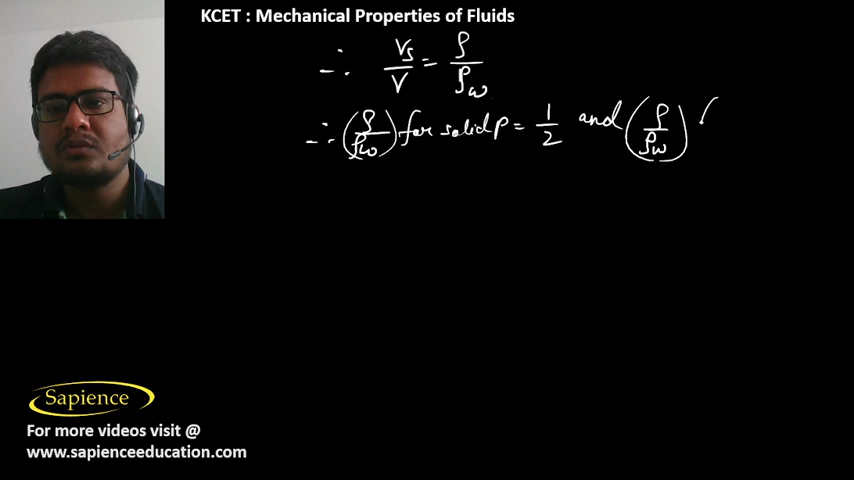 KCET : Mechanical Properties of Fluids
∴ Vs/V = ρ/ρw
∴ (ρ/ρw) for solid P = 1/2 and (ρ/ρw) f
Sapience
For more videos visit @
www.sapienceeducation.com